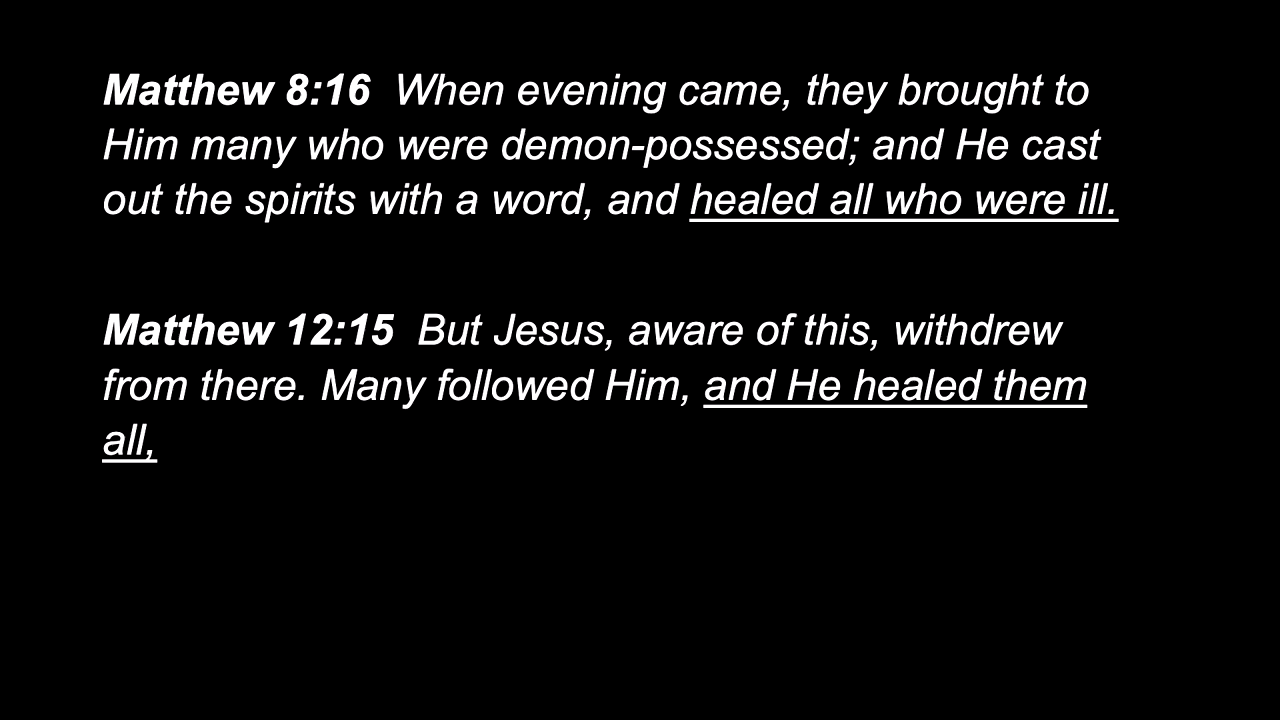 Matthew 8:16  When evening came, they brought to
Him many who were demon-possessed; and He cast
out the spirits with a word, and healed all who were ill.
Matthew 12:15  But Jesus, aware of this, withdrew
from there. Many followed Him, and He healed them
all,